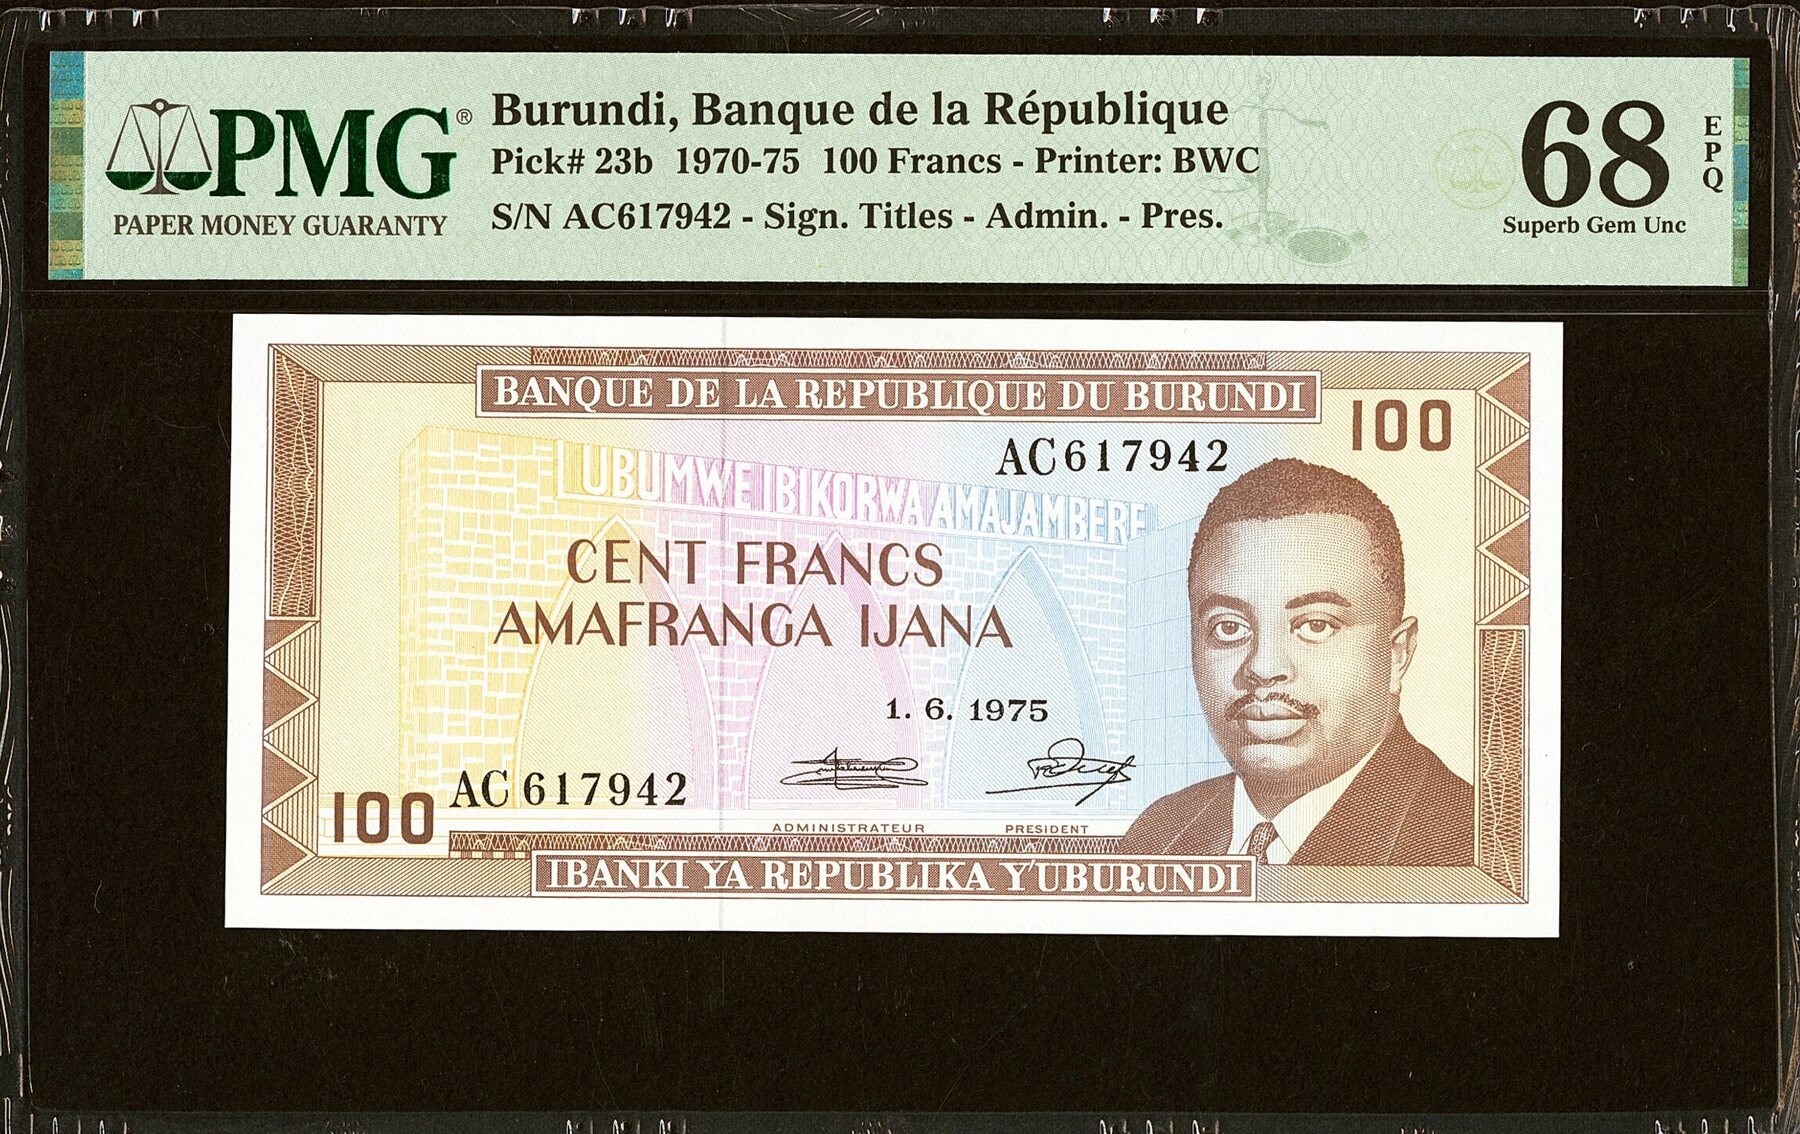 PMG®
PAPER MONEY GUARANTY
Burundi, Banque de la République
Pick# 23b 1970-75 100 Francs - Printer: BWC
S/N AC617942 - Sign. Titles - Admin. - Pres.
68
EPQ
Superb Gem Unc
BANQUE DE LA REPUBLIQUE DU BURUNDI
100
AC617942
UBUMWE IBIKORWA AMAJAMBERE
CENT FRANCS
AMAFRANGA IJANA
1. 6. 1975
AC 617942
100
ADMINISTRATEUR
PRESIDENT
IBANKI YA REPUBLIKA Y'UBURUNDI